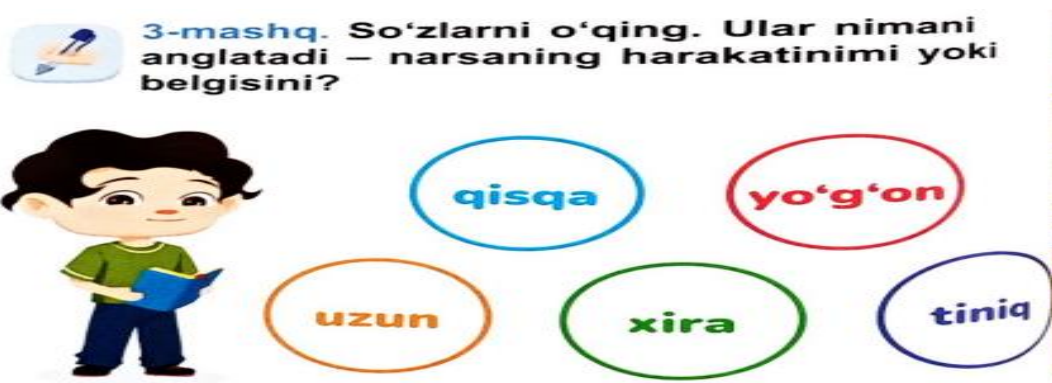 3-mashq. So‘zlarni o‘qing. Ular nimani
anglatadi – narsaning harakatinimi yoki
belgisini?
qisqa
yo‘g‘on
uzun
xira
tiniq